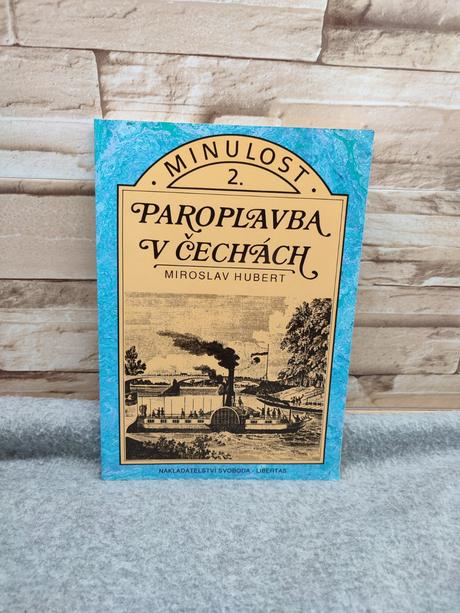 • MINULOST •
2.
PAROPLAVBA
V ČECHÁCH
MIROSLAV HUBERT
NAKLADATELSTVÍ SVOBODA - LIBERTAS